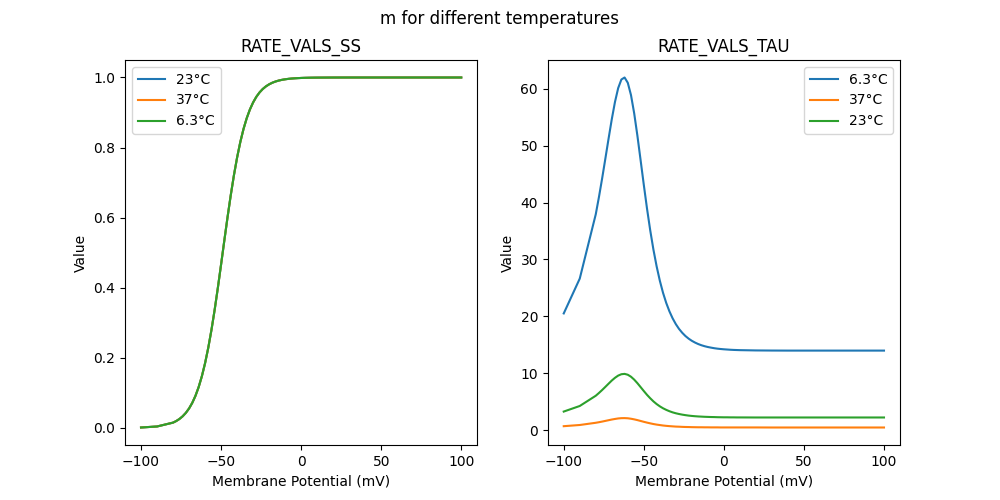 m for different temperatures
RATE_VALS_SS
23°C
37°C
6.3°C
1.0
0.8
0.6
0.4
0.2
0.0
−100
−50
0
50
100
Value
Membrane Potential (mV)
RATE_VALS_TAU
6.3°C
37°C
23°C
60
50
40
30
20
10
0
−100
−50
0
50
100
Value
Membrane Potential (mV)